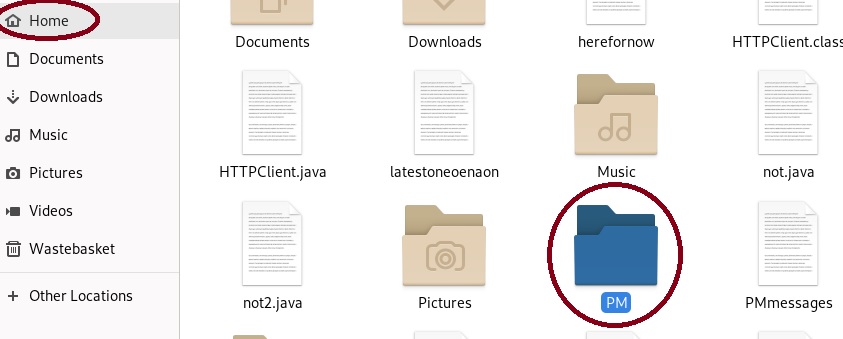 Home
Documents
Downloads
Music
Pictures
Videos
Wastebasket
Other Locations
Documents
Downloads
herefornow
HTTPClient.class
HTTPClient.java
latestoneoenaon
Music
not.java
not2.java
Pictures
PM
PMmessages